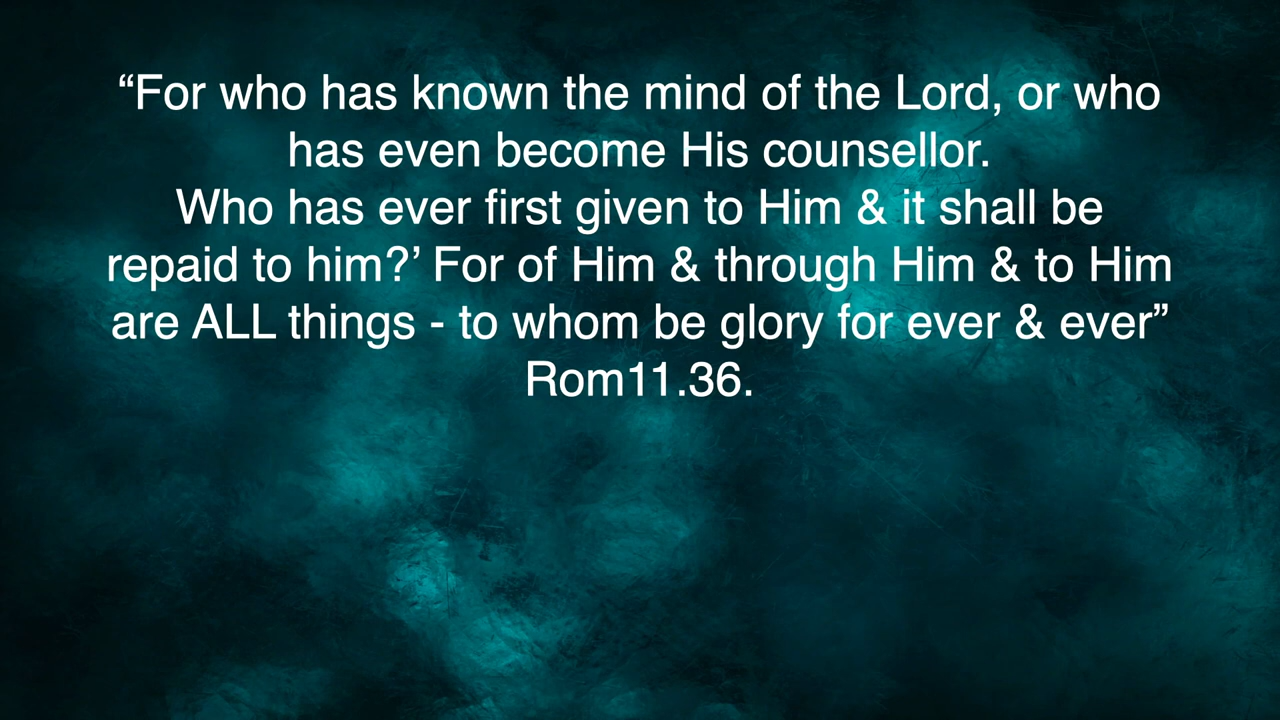 “For who has known the mind of the Lord, or who
has even become His counsellor.
Who has ever first given to Him & it shall be
repaid to him?’ For of Him & through Him & to Him
are ALL things - to whom be glory for ever & ever”
Rom11.36.